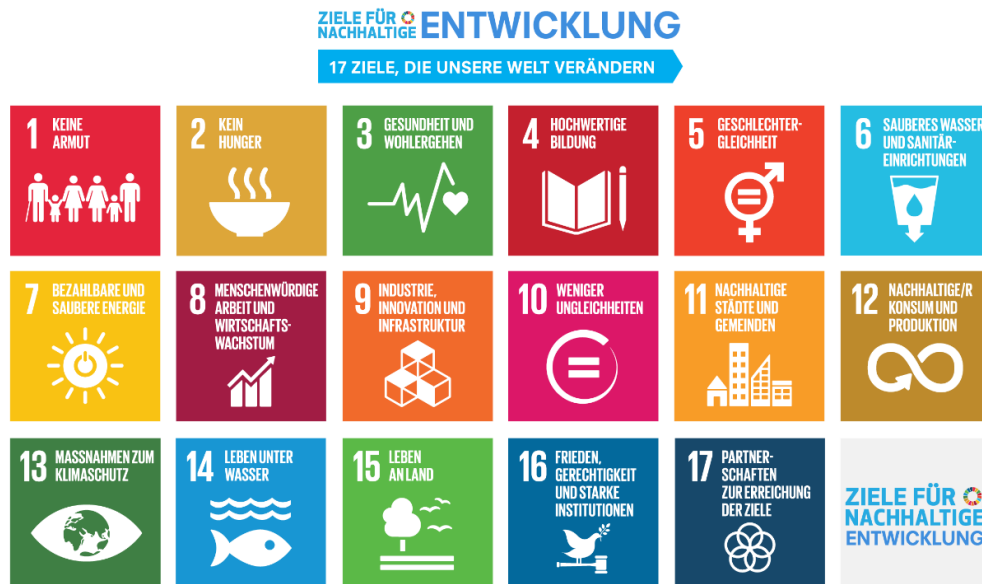 ZIELE FÜR
NACHHALTIGE ENTWICKLUNG
17 ZIELE, DIE UNSERE WELT VERÄNDERN
1 KEINE
ARMUT
2 KEIN
HUNGER
3 GESUNDHEIT UND
WOHLERGEHEN
4 HOCHWERTIGE
BILDUNG
5 GESCHLECHTER-
GLEICHHEIT
6 SAUBERES WASSER
UND SANITÄR-
EINRICHTUNGEN
7 BEZAHLBARE UND
SAUBERE ENERGIE
8 MENSCHENWÜRDIGE
ARBEIT UND
WIRTSCHAFTS-
WACHSTUM
9 INDUSTRIE,
INNOVATION UND
INFRASTRUKTUR
10 WENIGER
UNGLEICHHEITEN
11 NACHHALTIGE
STÄDTE UND
GEMEINDEN
12 NACHHALTIGE/R
KONSUM UND
PRODUKTION
13 MASSNAHMEN ZUM
KLIMASCHUTZ
14 LEBEN UNTER
WASSER
15 LEBEN
AN LAND
16 FRIEDEN,
GERECHTIGKEIT
UND STARKE
INSTITUTIONEN
17 PARTNER-
SCHAFTEN
ZUR ERREICHUNG
DER ZIELE
ZIELE FÜR
NACHHALTIGE
ENTWICKLUNG